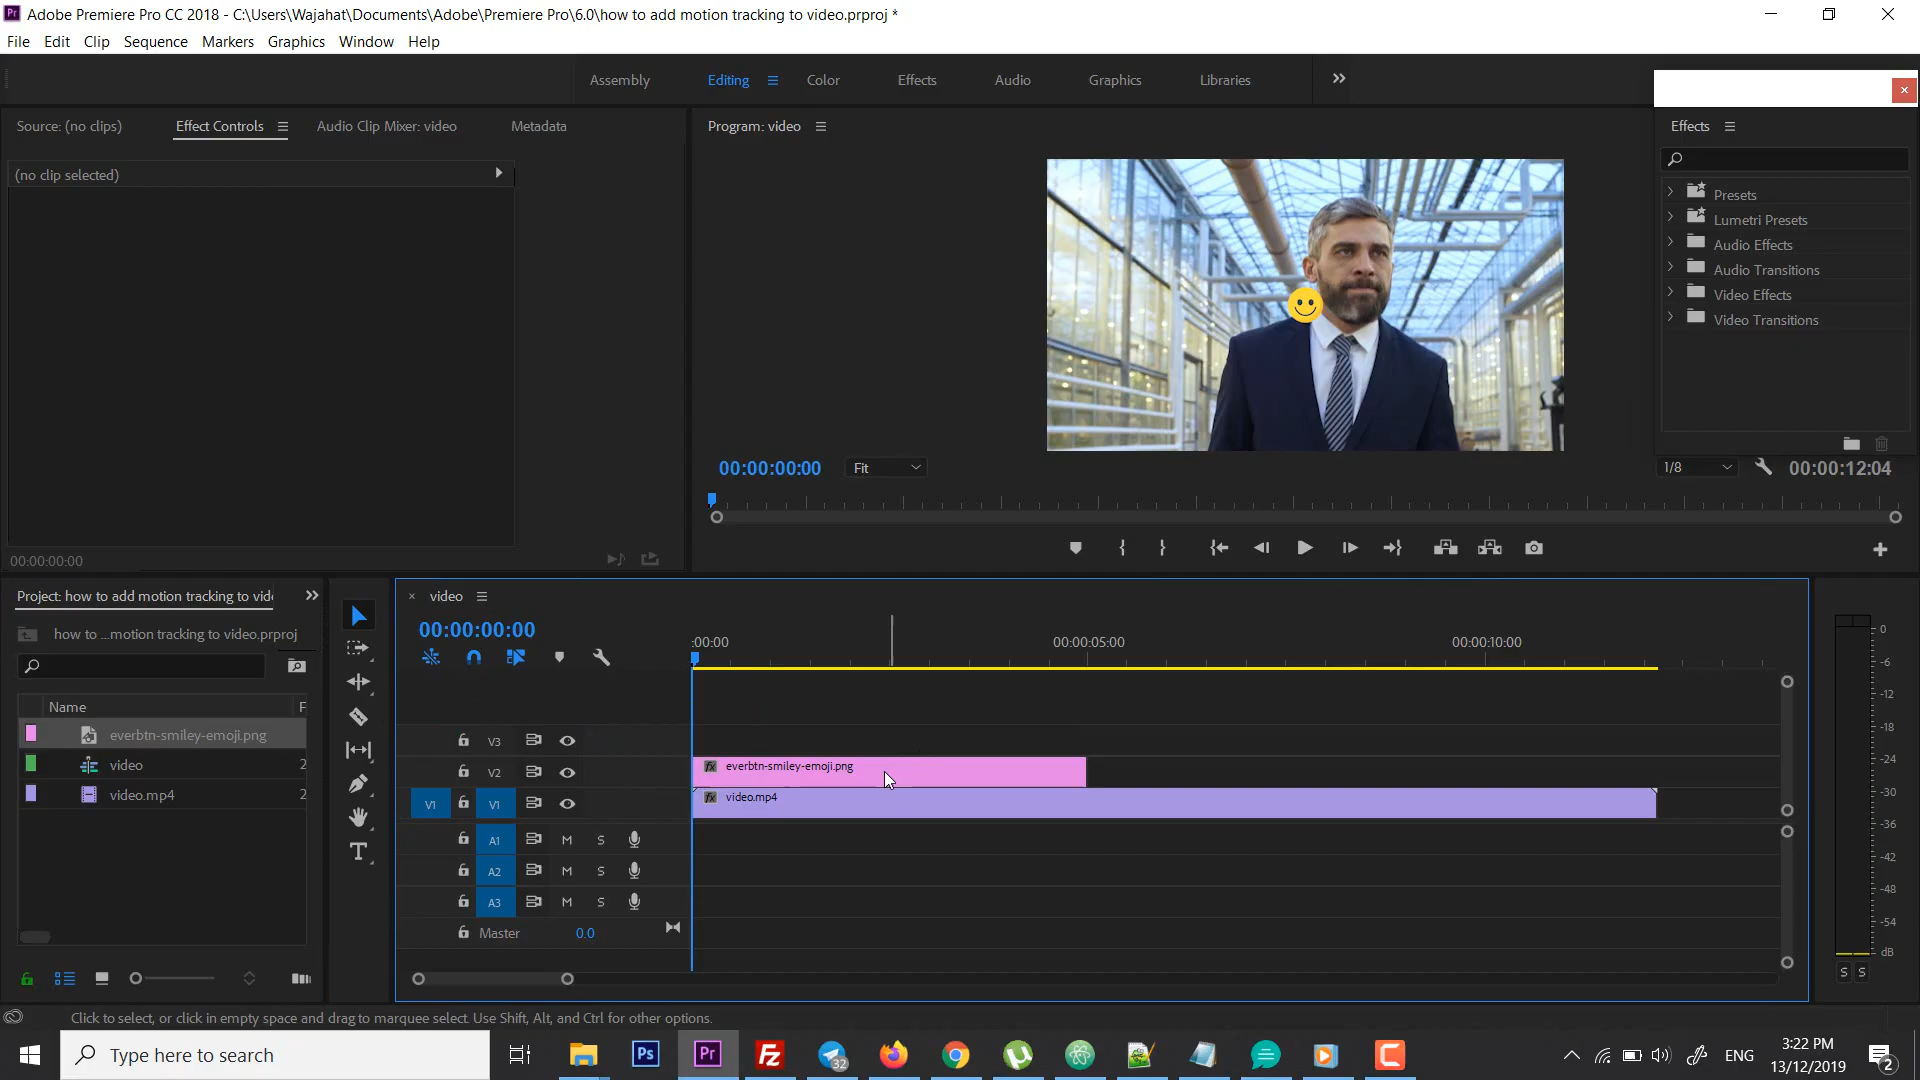 Adobe Premiere Pro CC 2018 - C:\Users\Wajahat\Documents\Adobe\Premiere Pro\6.0\how to add motion tracking to video.prproj *
File Edit Clip Sequence Markers Graphics Window Help
Assembly Editing Color Effects Audio Graphics Libraries
Source: (no clips) Effect Controls Audio Clip Mixer: video Metadata
Program: video
Effects
(no clip selected)
Presets
Lumetri Presets
Audio Effects
Audio Transitions
Video Effects
Video Transitions
00:00:00:00 Fit 1/8 00:00:12:04
00:00:00:00
Project: how to add motion tracking to vid
how to ...motion tracking to video.prproj
Name F
everbtn-smiley-emoji.png
video 2
video.mp4 2
video
00:00:00:00
:00:00 00:00:05:00 00:00:10:00
V3
V2 everbtn-smiley-emoji.png
V1 V1 video.mp4
A1 M S
A2 M S
A3 M S
Master 0.0
0
-6
-12
-18
-24
-30
-36
-42
-48
-54
dB
S S
Click to select, or click in empty space and drag to marquee select. Use Shift, Alt, and Ctrl for other options.
Type here to search
Ps
Pr
Fz
32
ENG
3:22 PM
13/12/2019
2